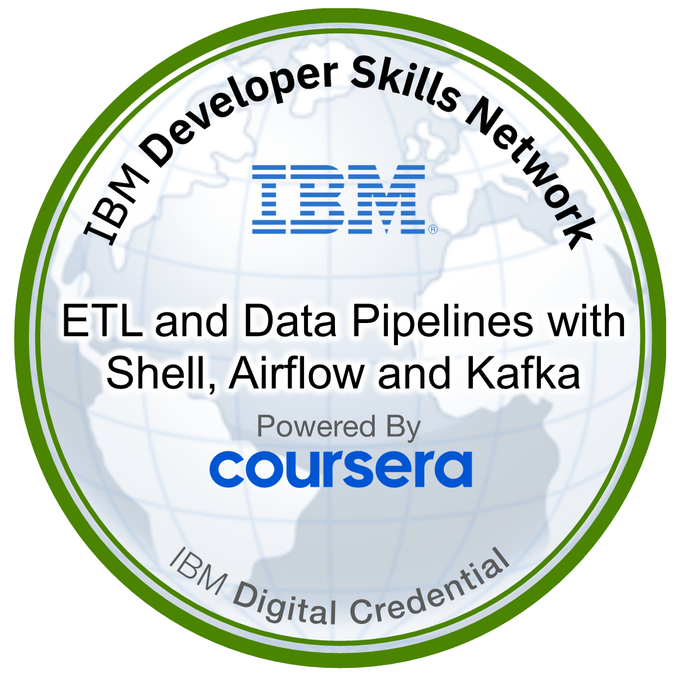 IBM Developer Skills Network
IBM®
ETL and Data Pipelines with
Shell, Airflow and Kafka
Powered By
coursera
IBM Digital Credential